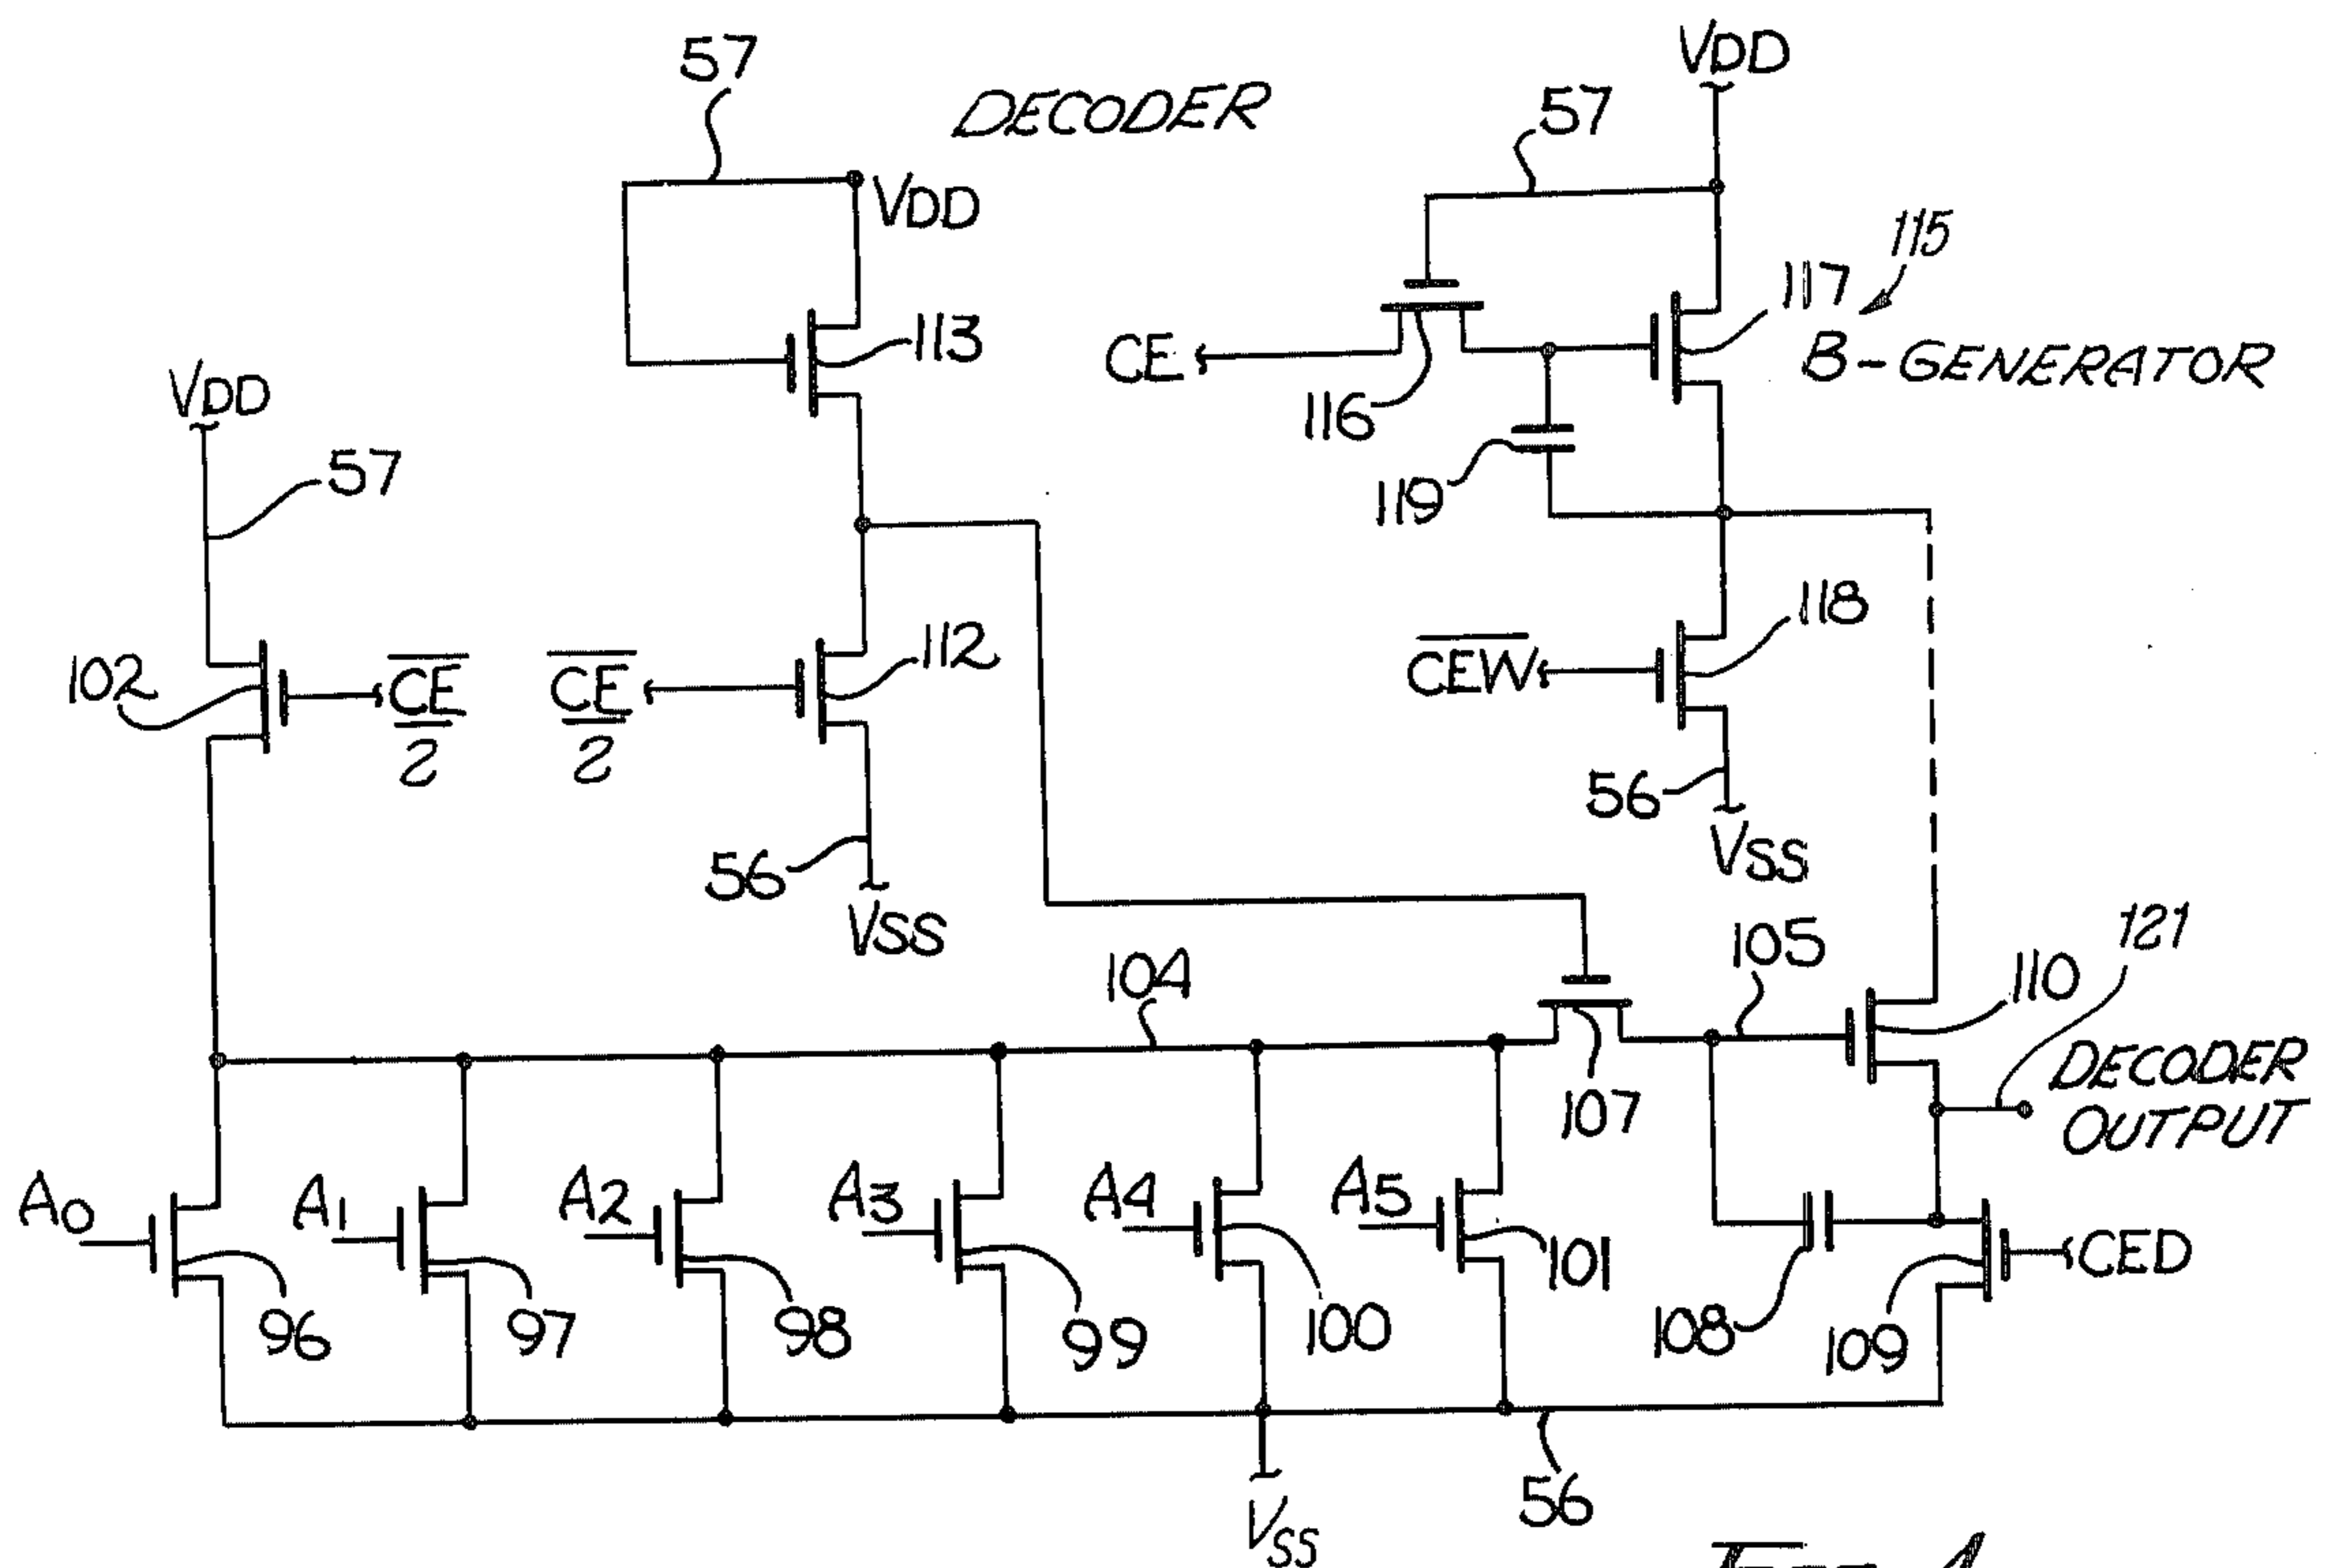 57
DECODER
VDD
57
VDD
115
117
B-GENERATOR
113
CE
116
VDD
57
119
118
102
CE
2
CE
2
112
CEW
56
VSS
56
VSS
104
105
121
110
107
DECODER
OUTPUT
A0
A1
A2
A3
A4
A5
CED
96
97
98
99
100
101
108
109
56
VSS